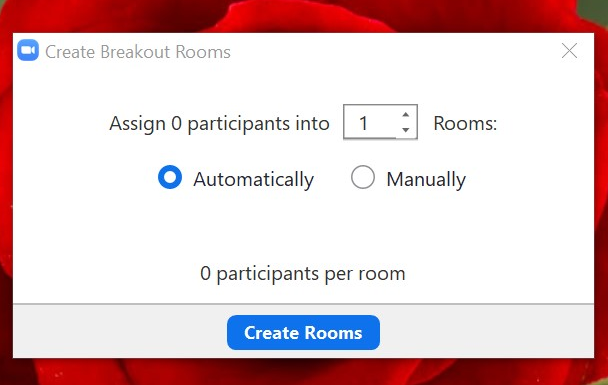 Create Breakout Rooms
Assign 0 participants into 1 Rooms:
Automatically Manually
0 participants per room
Create Rooms